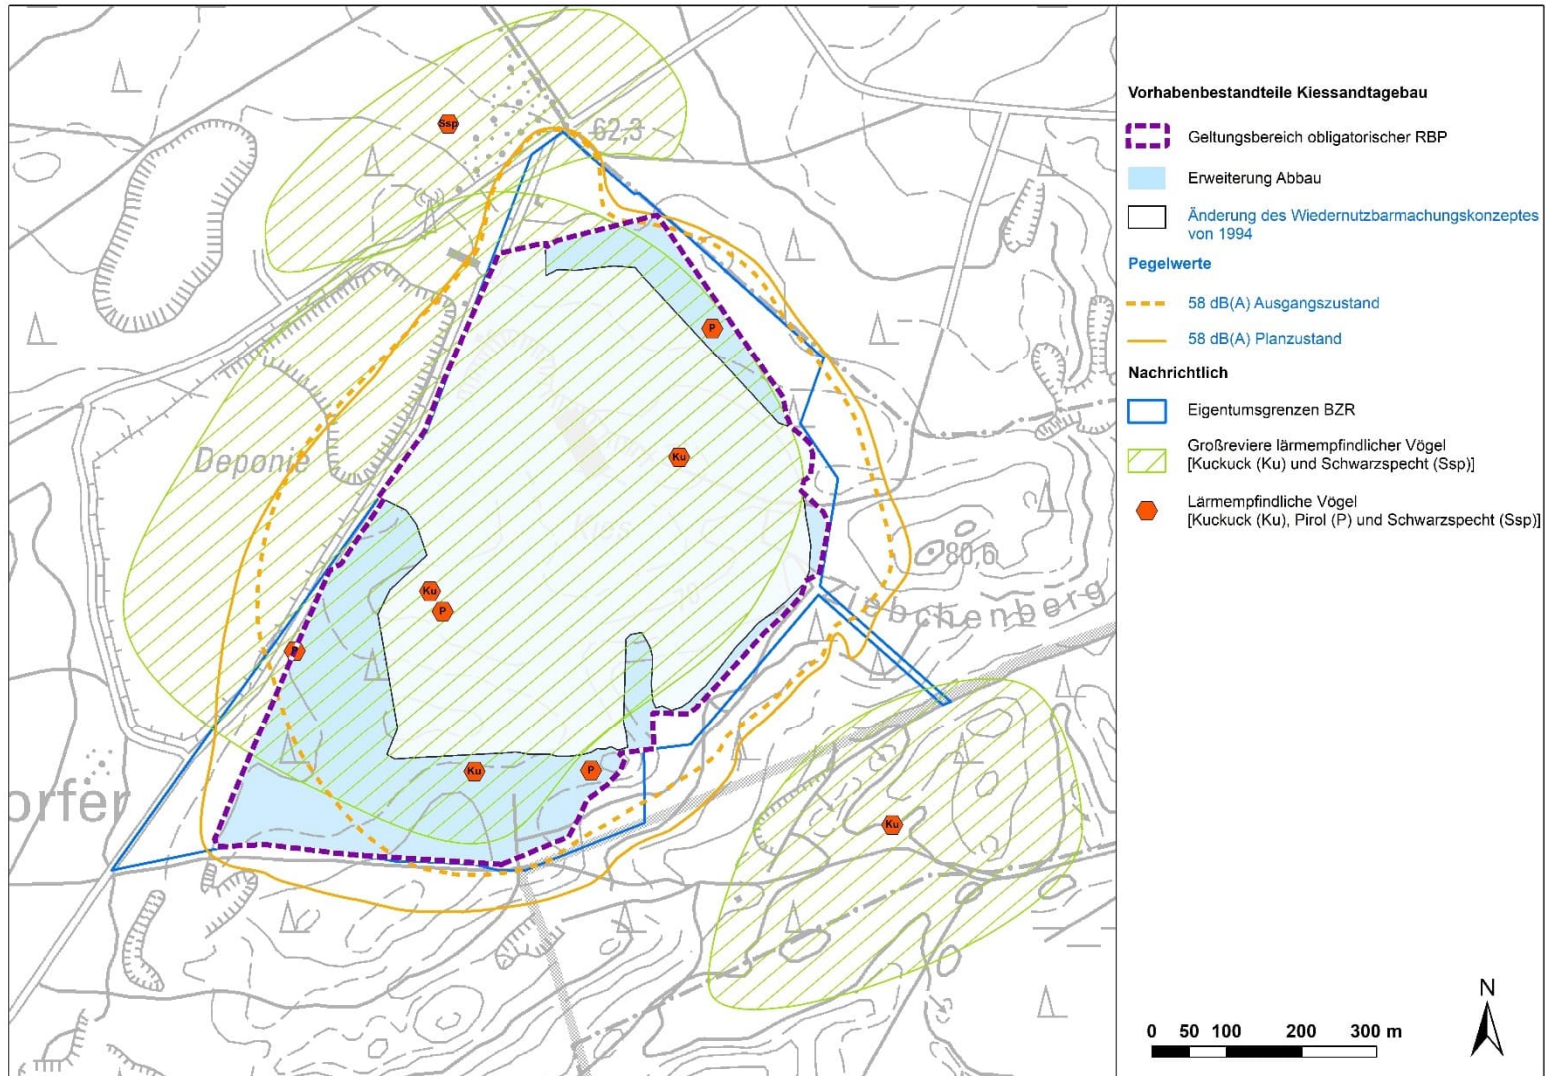 Ssp
62,3
P
Ku
Deponie
80,6
Ku
P
Liebchenberg
P
orfer
Ku
P
Ku
Vorhabenbestandteile Kiessandtagebau
Geltungsbereich obligatorischer RBP
Erweiterung Abbau
Änderung des Wiedernutzbarmachungskonzeptes
von 1994
Pegelwerte
58 dB(A) Ausgangszustand
58 dB(A) Planzustand
Nachrichtlich
Eigentumsgrenzen BZR
Großreviere lärmempfindlicher Vögel
[Kuckuck (Ku) und Schwarzspecht (Ssp)]
Lärmempfindliche Vögel
[Kuckuck (Ku), Pirol (P) und Schwarzspecht (Ssp)]
N
0 50 100 200 300 m